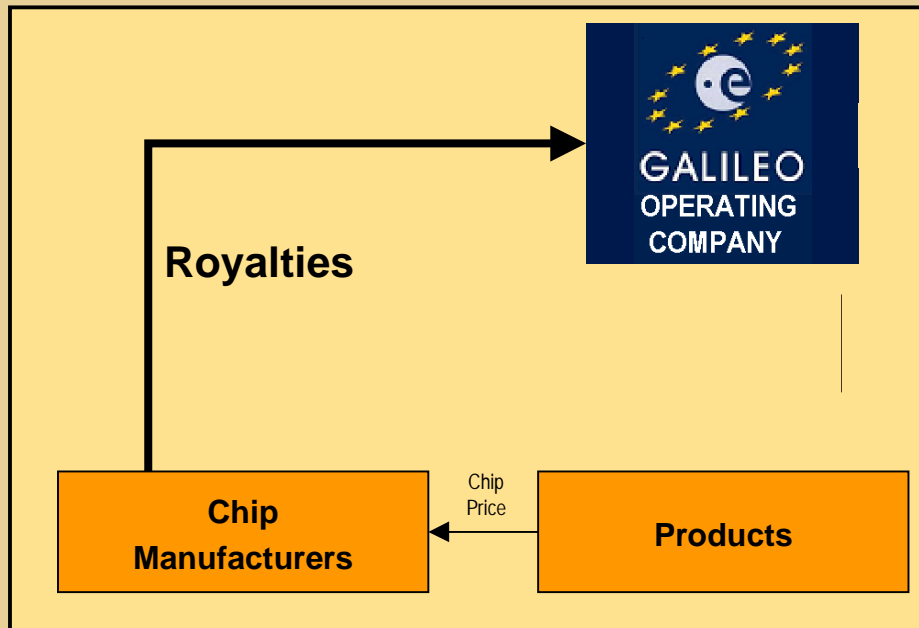 GALILEO
OPERATING
COMPANY
Royalties
Chip
Manufacturers
Chip
Price
Products